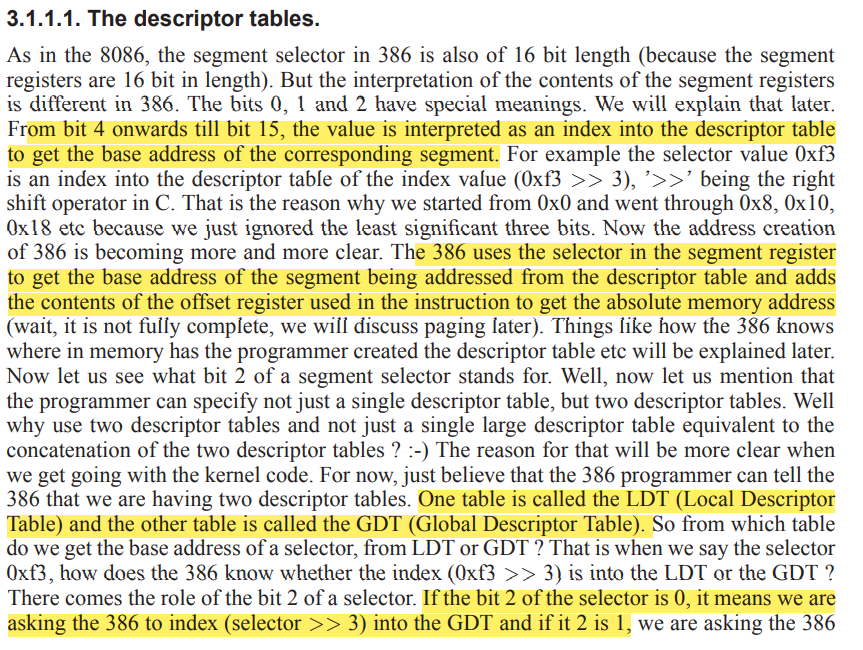 3.1.1.1. The descriptor tables.
As in the 8086, the segment selector in 386 is also of 16 bit length (because the segment
registers are 16 bit in length). But the interpretation of the contents of the segment registers
is different in 386. The bits 0, 1 and 2 have special meanings. We will explain that later.
From bit 4 onwards till bit 15, the value is interpreted as an index into the descriptor table
to get the base address of the corresponding segment. For example the selector value 0xf3
is an index into the descriptor table of the index value (0xf3 >> 3), ’>>’ being the right
shift operator in C. That is the reason why we started from 0x0 and went through 0x8, 0x10,
0x18 etc because we just ignored the least significant three bits. Now the address creation
of 386 is becoming more and more clear. The 386 uses the selector in the segment register
to get the base address of the segment being addressed from the descriptor table and adds
the contents of the offset register used in the instruction to get the absolute memory address
(wait, it is not fully complete, we will discuss paging later). Things like how the 386 knows
where in memory has the programmer created the descriptor table etc will be explained later.
Now let us see what bit 2 of a segment selector stands for. Well, now let us mention that
the programmer can specify not just a single descriptor table, but two descriptor tables. Well
why use two descriptor tables and not just a single large descriptor table equivalent to the
concatenation of the two descriptor tables ? :-) The reason for that will be more clear when
we get going with the kernel code. For now, just believe that the 386 programmer can tell the
386 that we are having two descriptor tables. One table is called the LDT (Local Descriptor
Table) and the other table is called the GDT (Global Descriptor Table). So from which table
do we get the base address of a selector, from LDT or GDT ? That is when we say the selector
0xf3, how does the 386 know whether the index (0xf3 >> 3) is into the LDT or the GDT ?
There comes the role of the bit 2 of a selector. If the bit 2 of the selector is 0, it means we are
asking the 386 to index (selector >> 3) into the GDT and if it 2 is 1, we are asking the 386